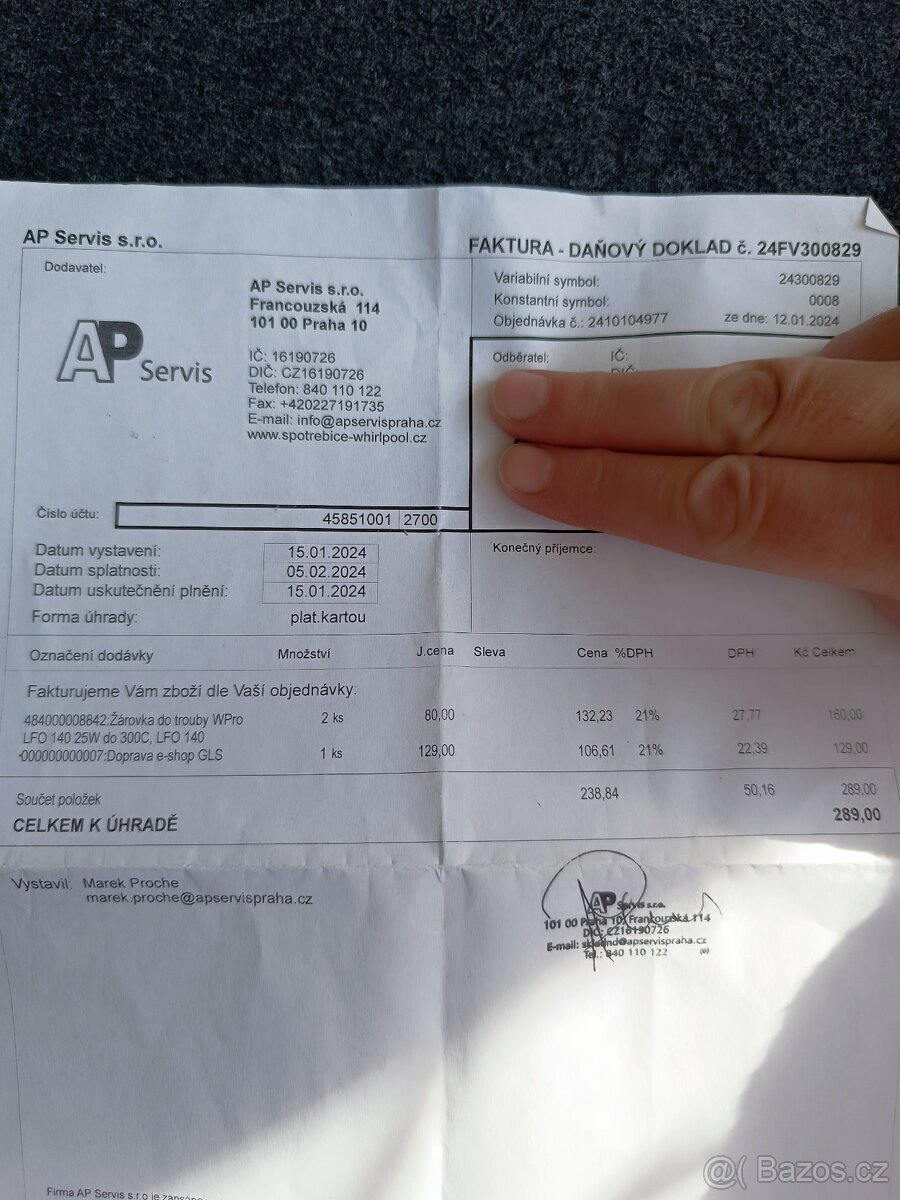 AP Servis s.r.o.
FAKTURA - DAŇOVÝ DOKLAD č. 24FV300829
Dodavatel:
AP Servis
AP Servis s.r.o.
Francouzská 114
101 00 Praha 10
IČ: 16190726
DIČ: CZ16190726
Telefon: 840 110 122
Fax: +420227191735
E-mail: info@apservispraha.cz
www.spotrebice-whirlpool.cz
Variabilní symbol: 24300829
Konstantní symbol: 0008
Objednávka č.: 2410104977 ze dne: 12.01.2024
Odběratel: IČ:
DIČ:
Číslo účtu: 45851001 2700
Datum vystavení: 15.01.2024
Datum splatnosti: 05.02.2024
Datum uskutečnění plnění: 15.01.2024
Forma úhrady: plat.kartou
Konečný příjemce:
Označení dodávky Množství J.cena Sleva Cena %DPH DPH Kč Celkem
Fakturujeme Vám zboží dle Vaší objednávky:
484000008842:Žárovka do trouby WPro 2 ks 80,00 132,23 21% 27,77 160,00
LFO 140 25W do 300C, LFO 140
000000000007:Doprava e-shop GLS 1 ks 129,00 106,61 21% 22,39 129,00
Součet položek 238,84 50,16 289,00
CELKEM K ÚHRADĚ 289,00
Vystavil: Marek Proche
marek.proche@apservispraha.cz
AP Servis s.r.o.
101 00 Praha 10, Francouzská 114
DIČ: CZ16190726
E-mail: @apservispraha.cz
Tel.: 840 110 122
Firma AP Servis s.r.o je
@( Bazos.cz